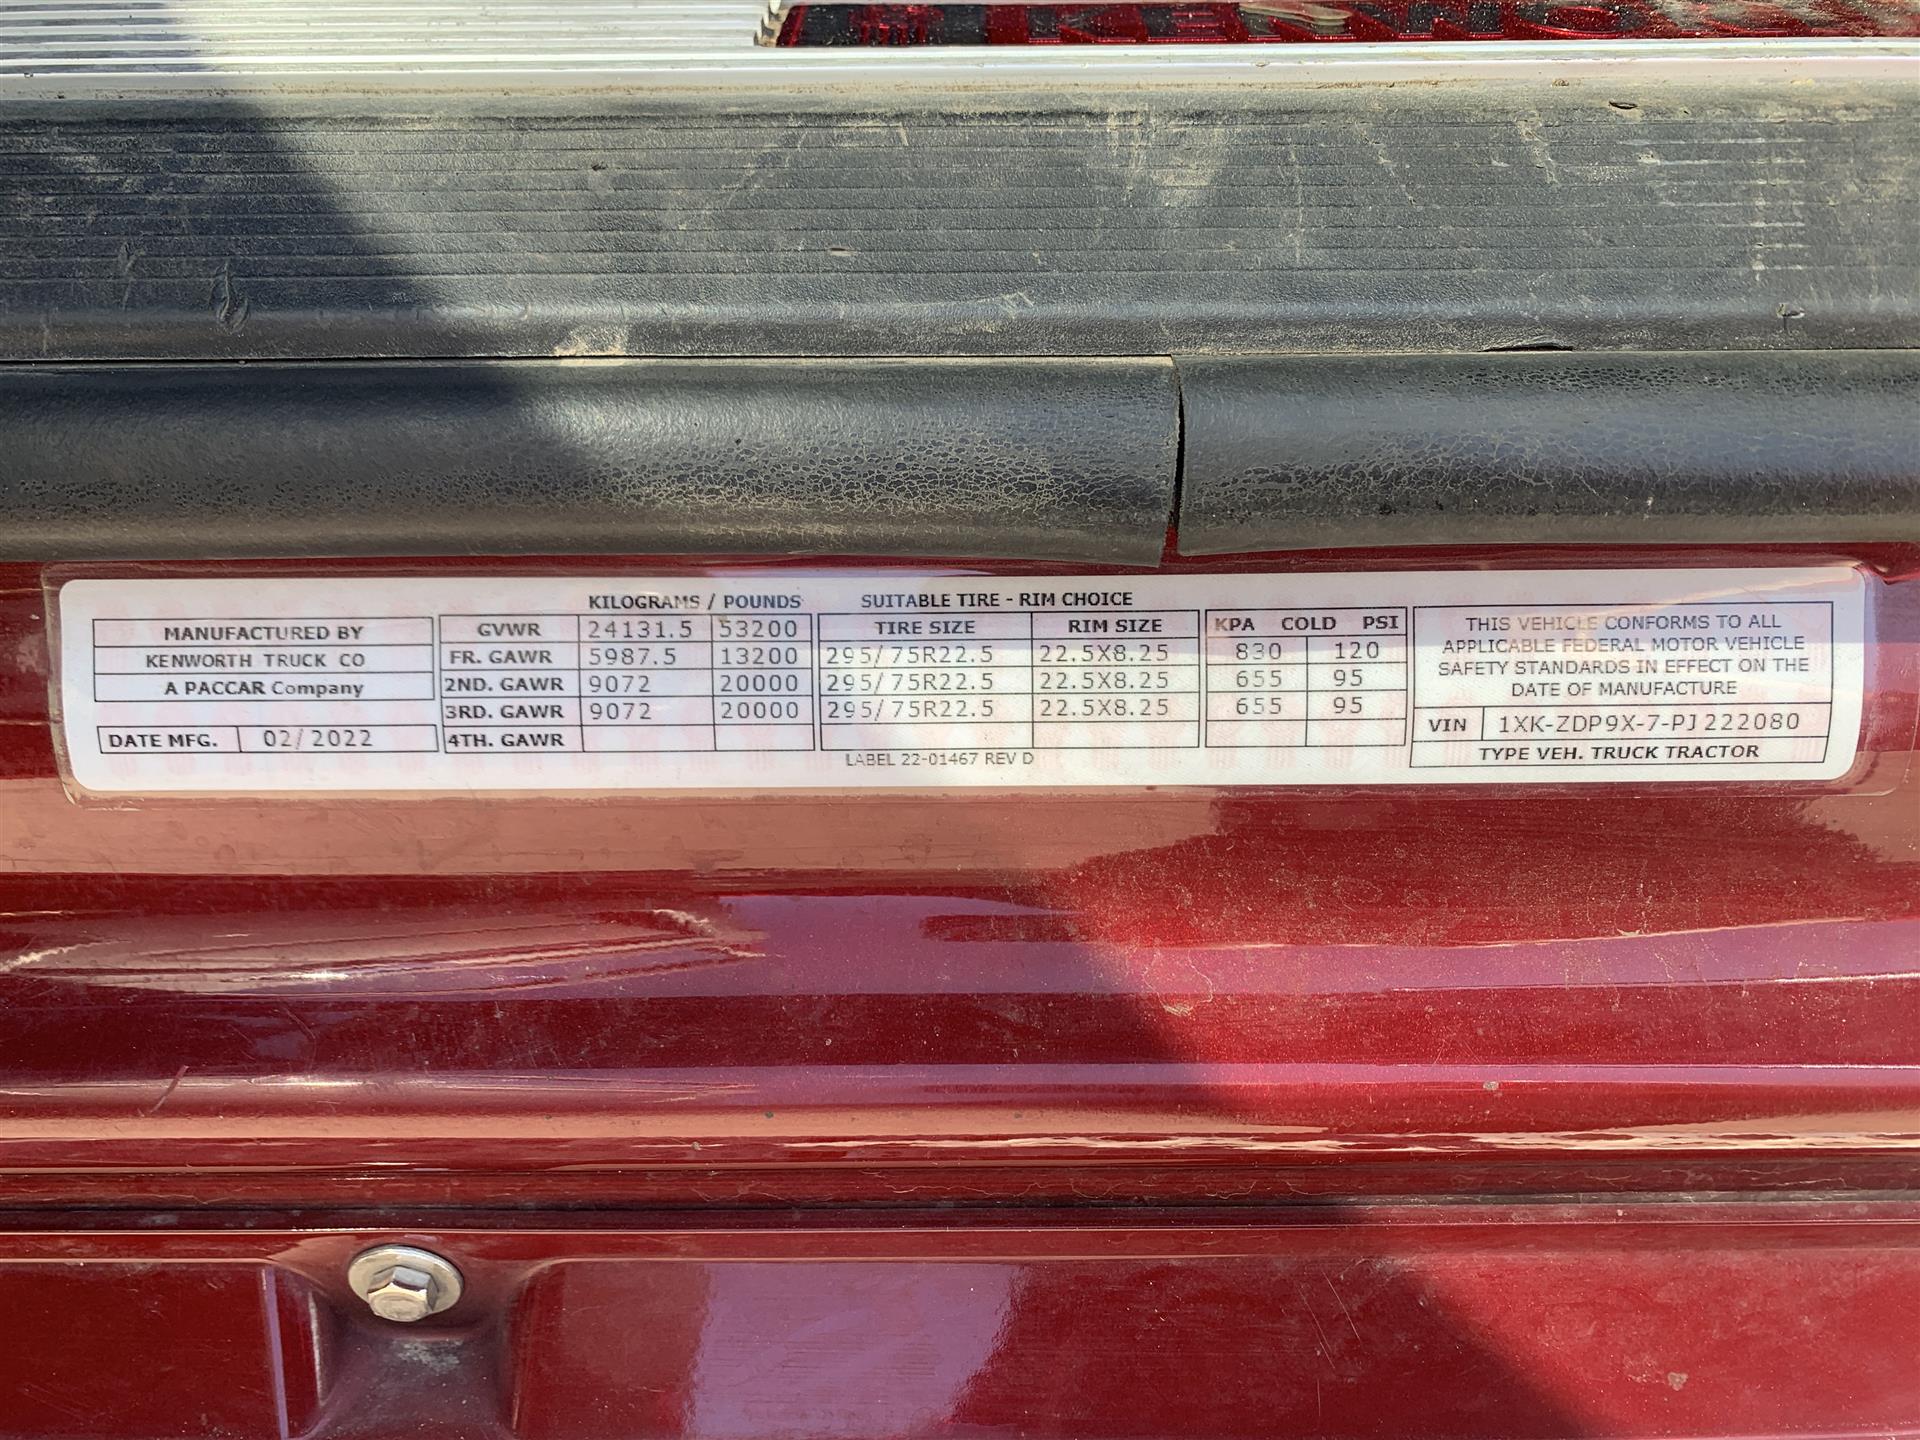 KENWO
KILOGRAMS / POUNDS SUITABLE TIRE - RIM CHOICE
MANUFACTURED BY
KENWORTH TRUCK CO
A PACCAR Company
DATE MFG. 02/2022
GVWR 24131.5 53200 TIRE SIZE RIM SIZE KPA COLD PSI
FR. GAWR 5987.5 13200 295/75R22.5 22.5X8.25 830 120
2ND. GAWR 9072 20000 295/75R22.5 22.5X8.25 655 95
3RD. GAWR 9072 20000 295/75R22.5 22.5X8.25 655 95
4TH. GAWR
LABEL 22-01467 REV D
THIS VEHICLE CONFORMS TO ALL
APPLICABLE FEDERAL MOTOR VEHICLE
SAFETY STANDARDS IN EFFECT ON THE
DATE OF MANUFACTURE
VIN 1XK-ZDP9X-7-PJ222080
TYPE VEH. TRUCK TRACTOR